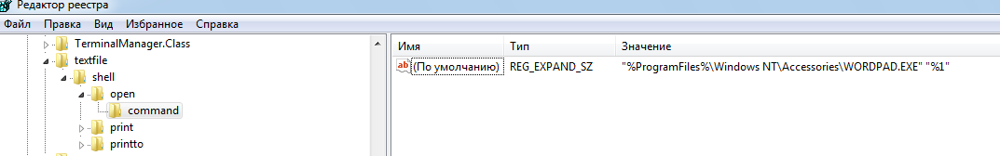 Редактор реестра
Файл Правка Вид Избранное Справка
TerminalManager.Class
textfile
shell
open
command
print
printto
Имя Тип Значение
ab (По умолчанию) REG_EXPAND_SZ "%ProgramFiles%\Windows NT\Accessories\WORDPAD.EXE" "%1"